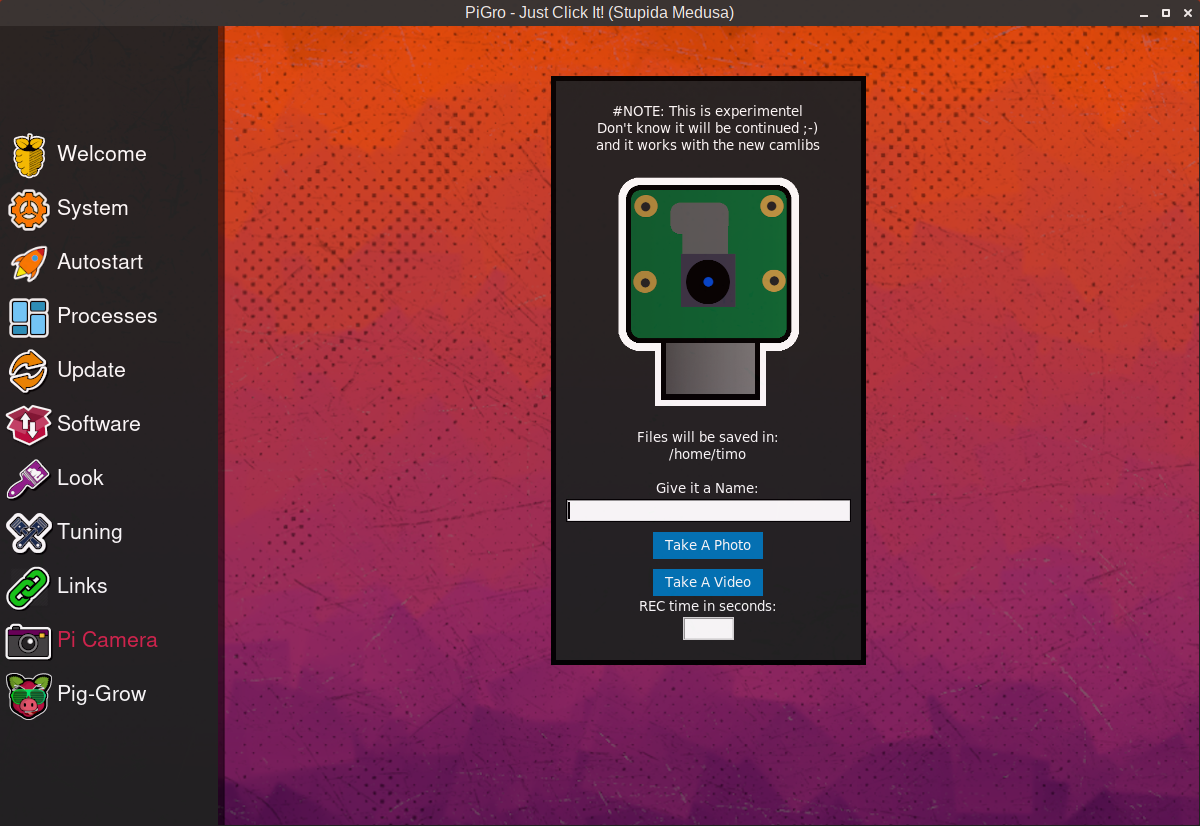 PiGro - Just Click It! (Stupida Medusa)
Welcome
System
Autostart
Processes
Update
Software
Look
Tuning
Links
Pi Camera
Pig-Grow
#NOTE: This is experimentel
Don't know it will be continued ;-)
and it works with the new camlibs
Files will be saved in:
/home/timo
Give it a Name:
Take A Photo
Take A Video
REC time in seconds: